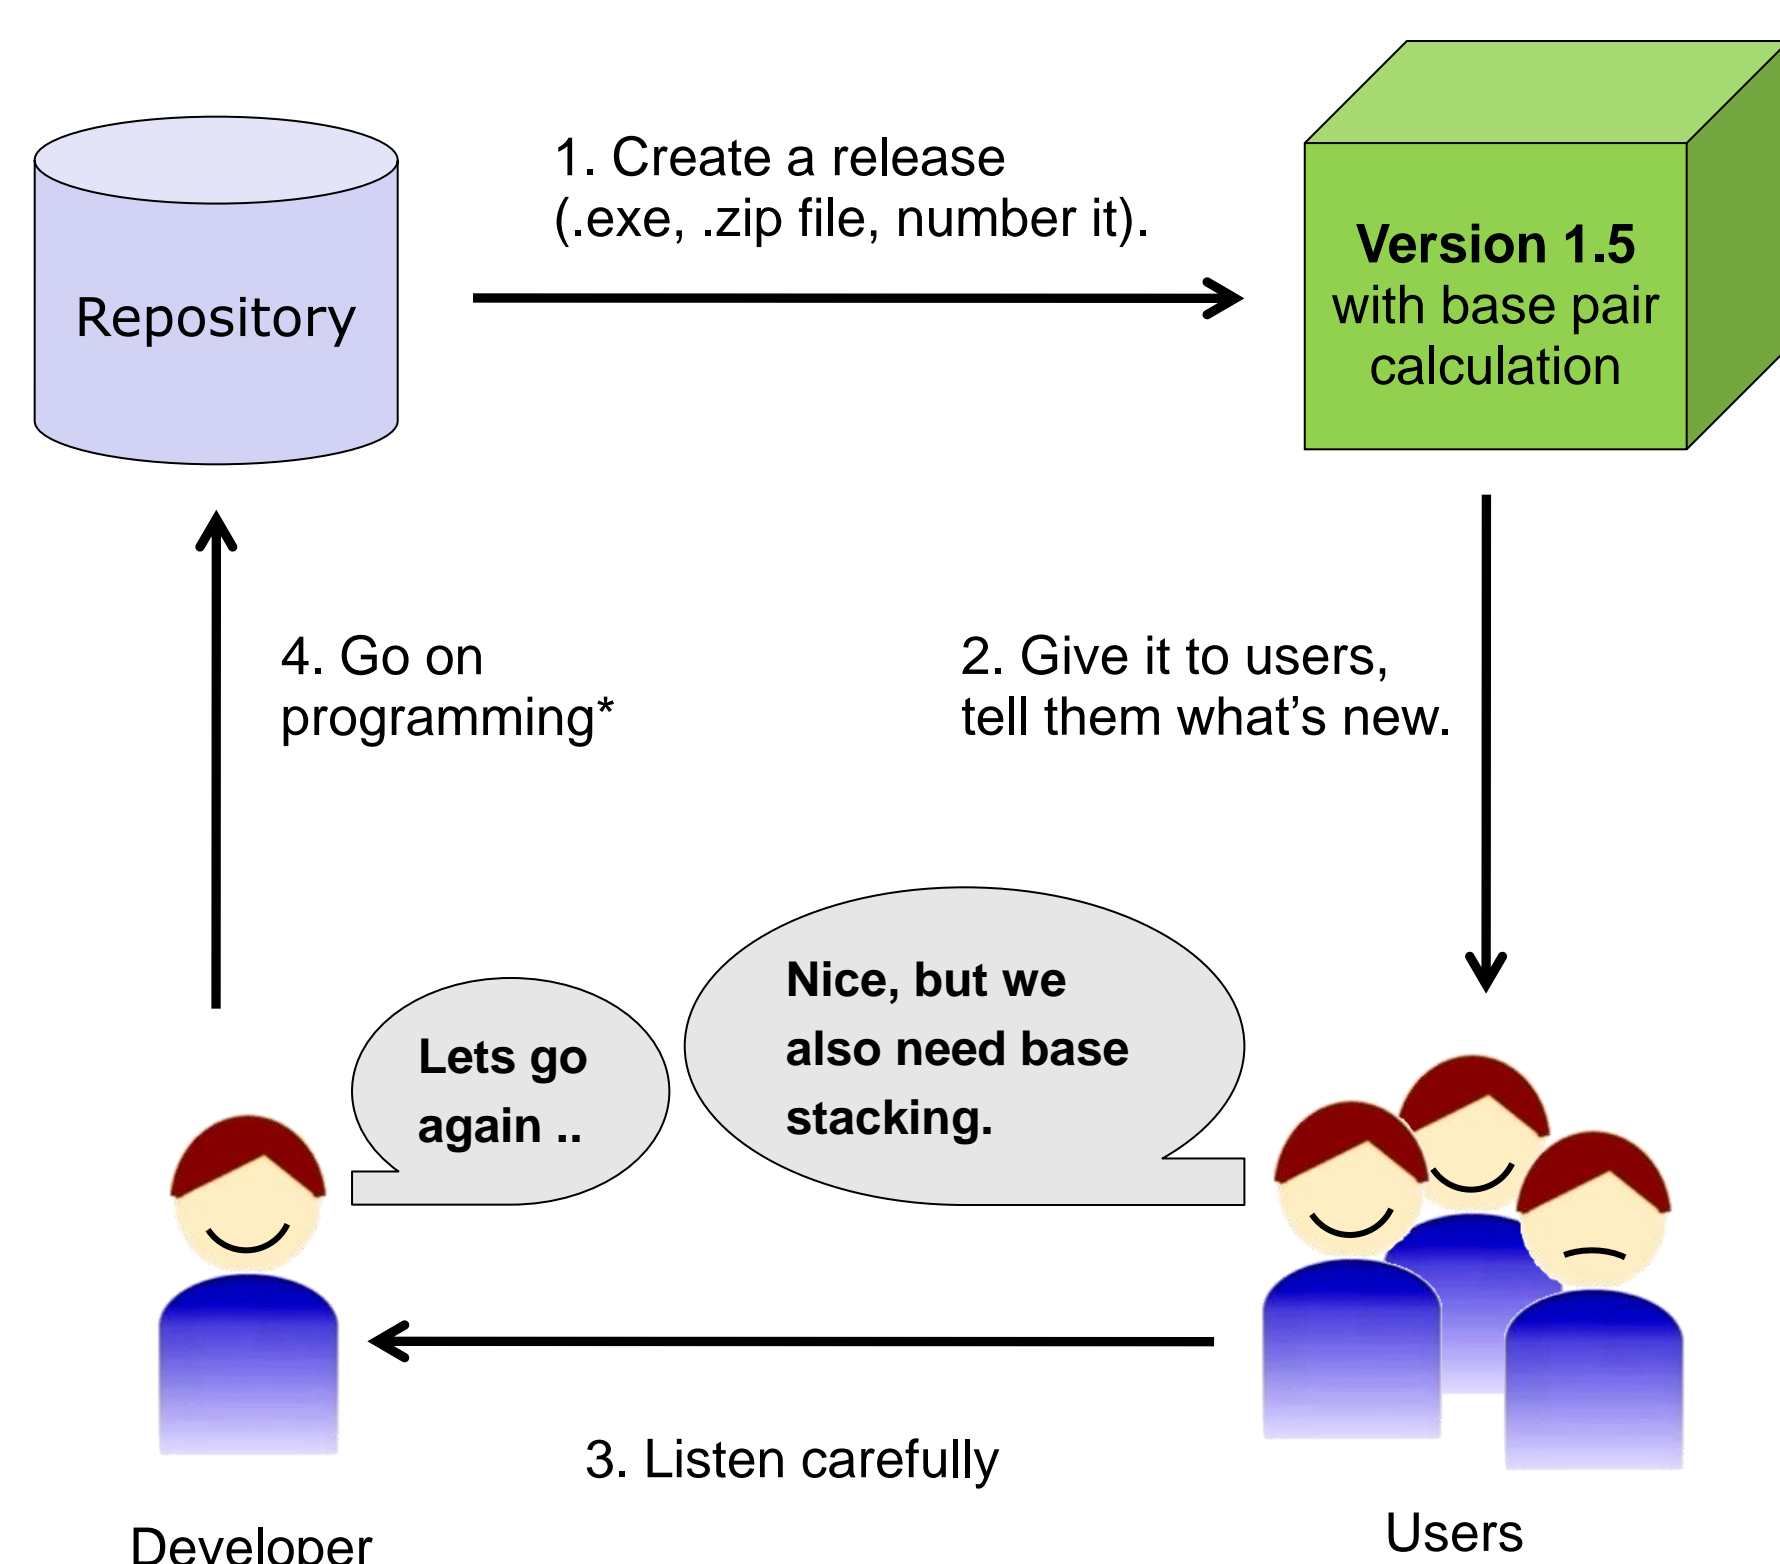 1. Create a release
(.exe, .zip file, number it).
Repository
Version 1.5
with base pair
calculation
4. Go on
programming*
2. Give it to users,
tell them what’s new.
Lets go
again ..
Nice, but we
also need base
stacking.
3. Listen carefully
Developer
Users